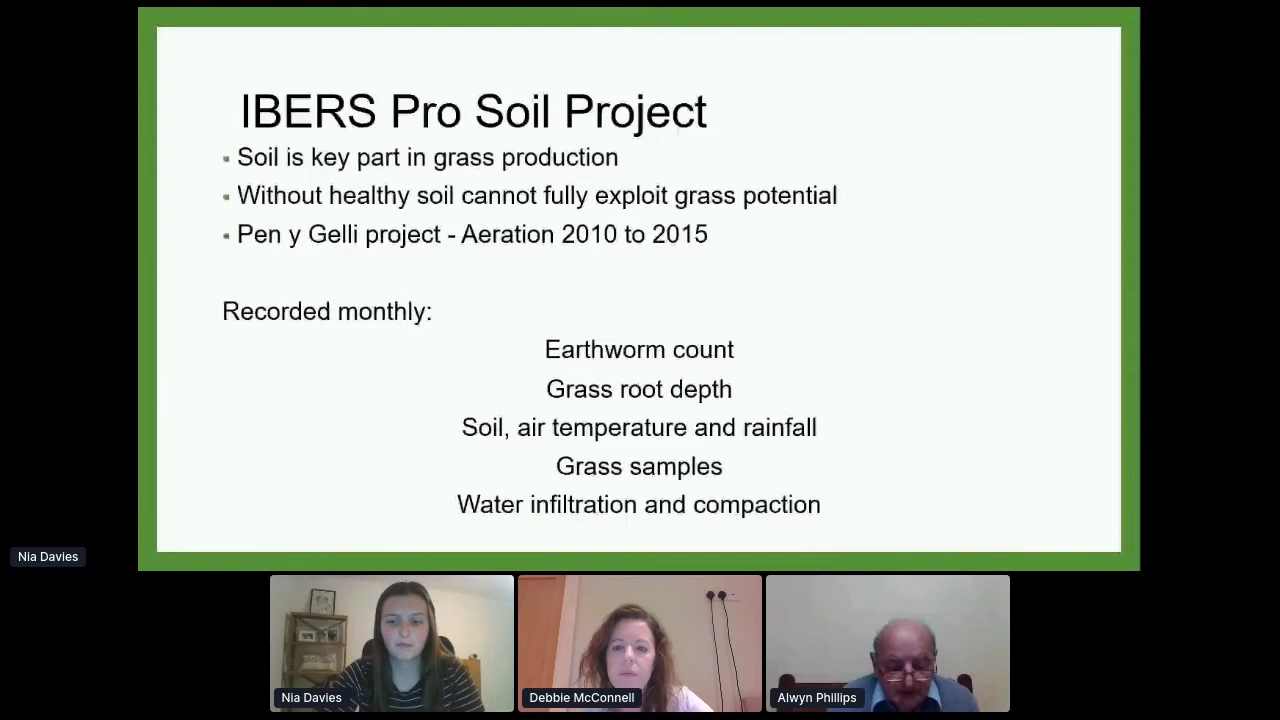 IBERS Pro Soil Project
Soil is key part in grass production
Without healthy soil cannot fully exploit grass potential
Pen y Gelli project - Aeration 2010 to 2015
Recorded monthly:
Earthworm count
Grass root depth
Soil, air temperature and rainfall
Grass samples
Water infiltration and compaction
Nia Davies
Nia Davies
Debbie McConnell
Alwyn Phillips